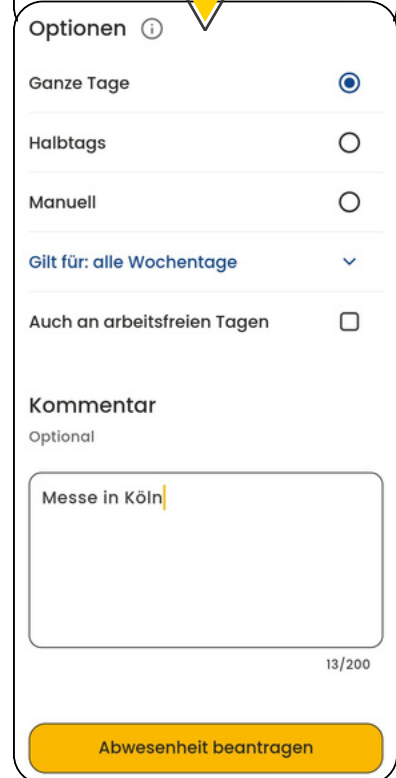 Optionen
Ganze Tage
Halbtags
Manuell
Gilt für: alle Wochentage
Auch an arbeitsfreien Tagen
Kommentar
Optional
Messe in Köln
13/200
Abwesenheit beantragen